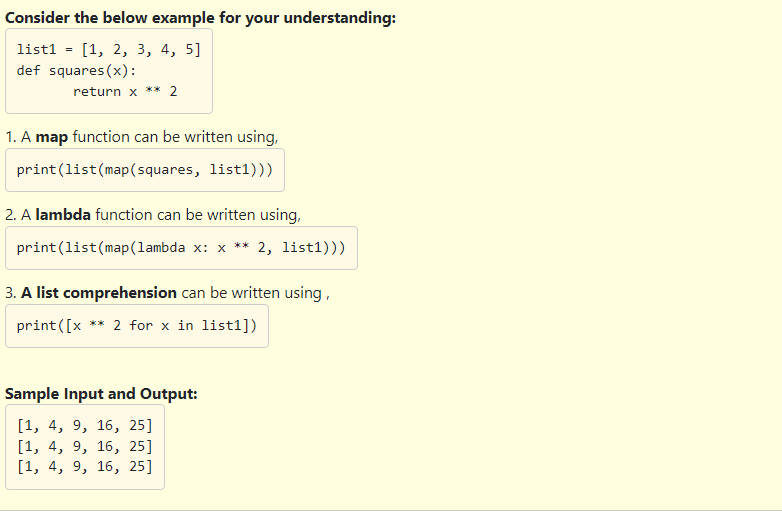 Consider the below example for your understanding:
list1 = [1, 2, 3, 4, 5]
def squares(x):
       return x ** 2
1. A map function can be written using,
print(list(map(squares, list1)))
2. A lambda function can be written using,
print(list(map(lambda x: x ** 2, list1)))
3. A list comprehension can be written using ,
print([x ** 2 for x in list1])
Sample Input and Output:
[1, 4, 9, 16, 25]
[1, 4, 9, 16, 25]
[1, 4, 9, 16, 25]